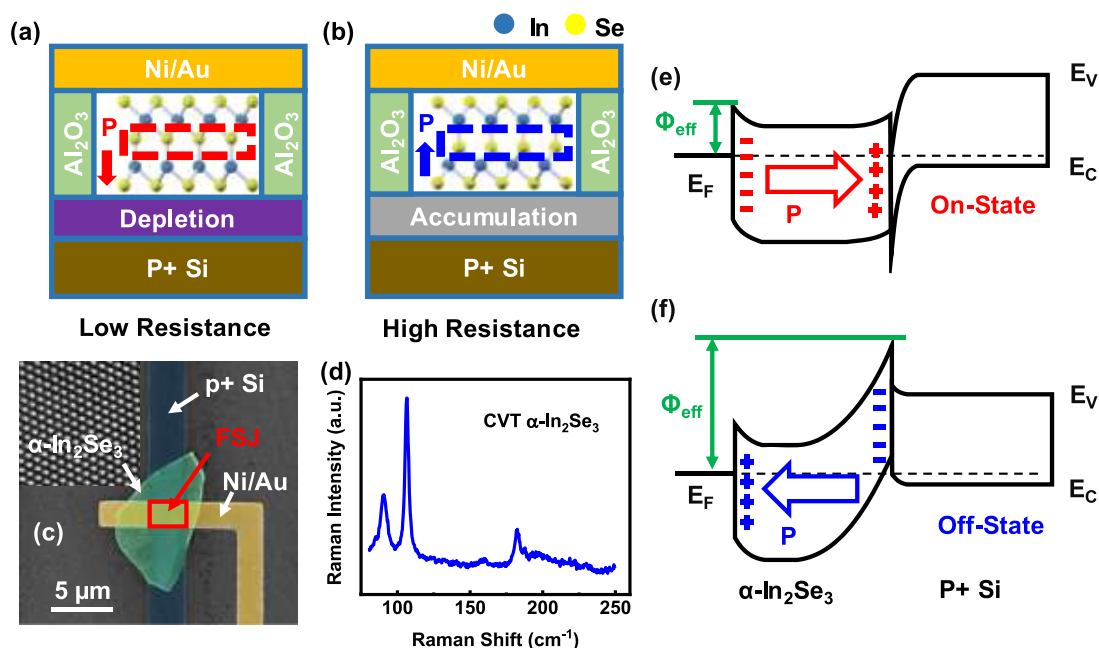 (a)
Ni/Au
Al₂O₃
P
Al₂O₃
Depletion
P+ Si
Low Resistance
(b)
In
Se
Ni/Au
Al₂O₃
P
Al₂O₃
Accumulation
P+ Si
High Resistance
(c)
p+ Si
α-In₂Se₃
FSJ
Ni/Au
5 µm
(d)
CVT α-In₂Se₃
Raman Intensity (a.u.)
100
150
200
250
Raman Shift (cm⁻¹)
(e)
Φeff
EF
P
EV
EC
On-State
(f)
Φeff
EF
P
EV
EC
Off-State
α-In₂Se₃
P+ Si